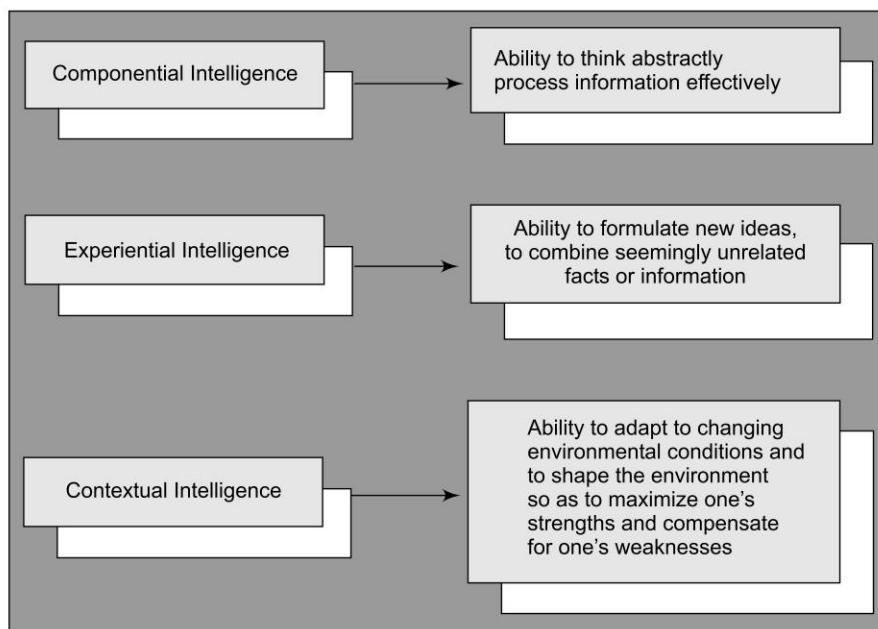 Componential Intelligence
Ability to think abstractly
process information effectively
Experiential Intelligence
Ability to formulate new ideas,
to combine seemingly unrelated
facts or information
Contextual Intelligence
Ability to adapt to changing
environmental conditions and
to shape the environment
so as to maximize one’s
strengths and compensate
for one’s weaknesses